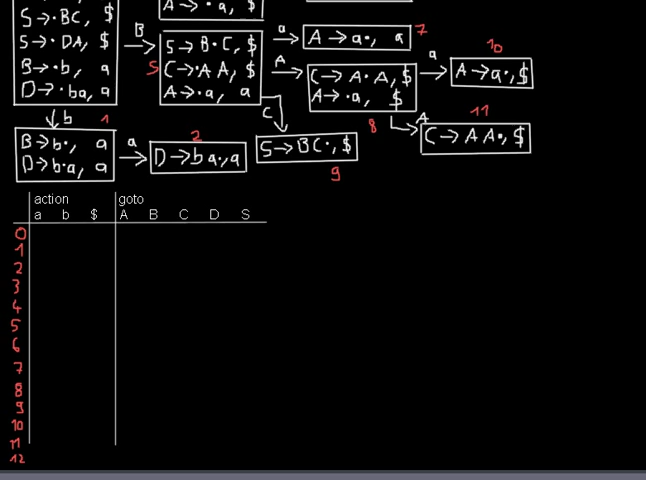 A → · a, $
S → · BC, $
S → · DA, $
B → · b, a
D → · ba, a
B
S → B · C, $
C → · A A, $
A → · a, a
5
a
A → a ·, a
7
A
C → A · A, $
A → · a, $
8
a
A → a ·, $
10
A
C → A A ·, $
11
C
S → B C ·, $
9
b
1
B → b ·, a
D → b · a, a
a
2
D → b a ·, a
action goto
a b $ A B C D S
0
1
2
3
4
5
6
7
8
9
10
11
12